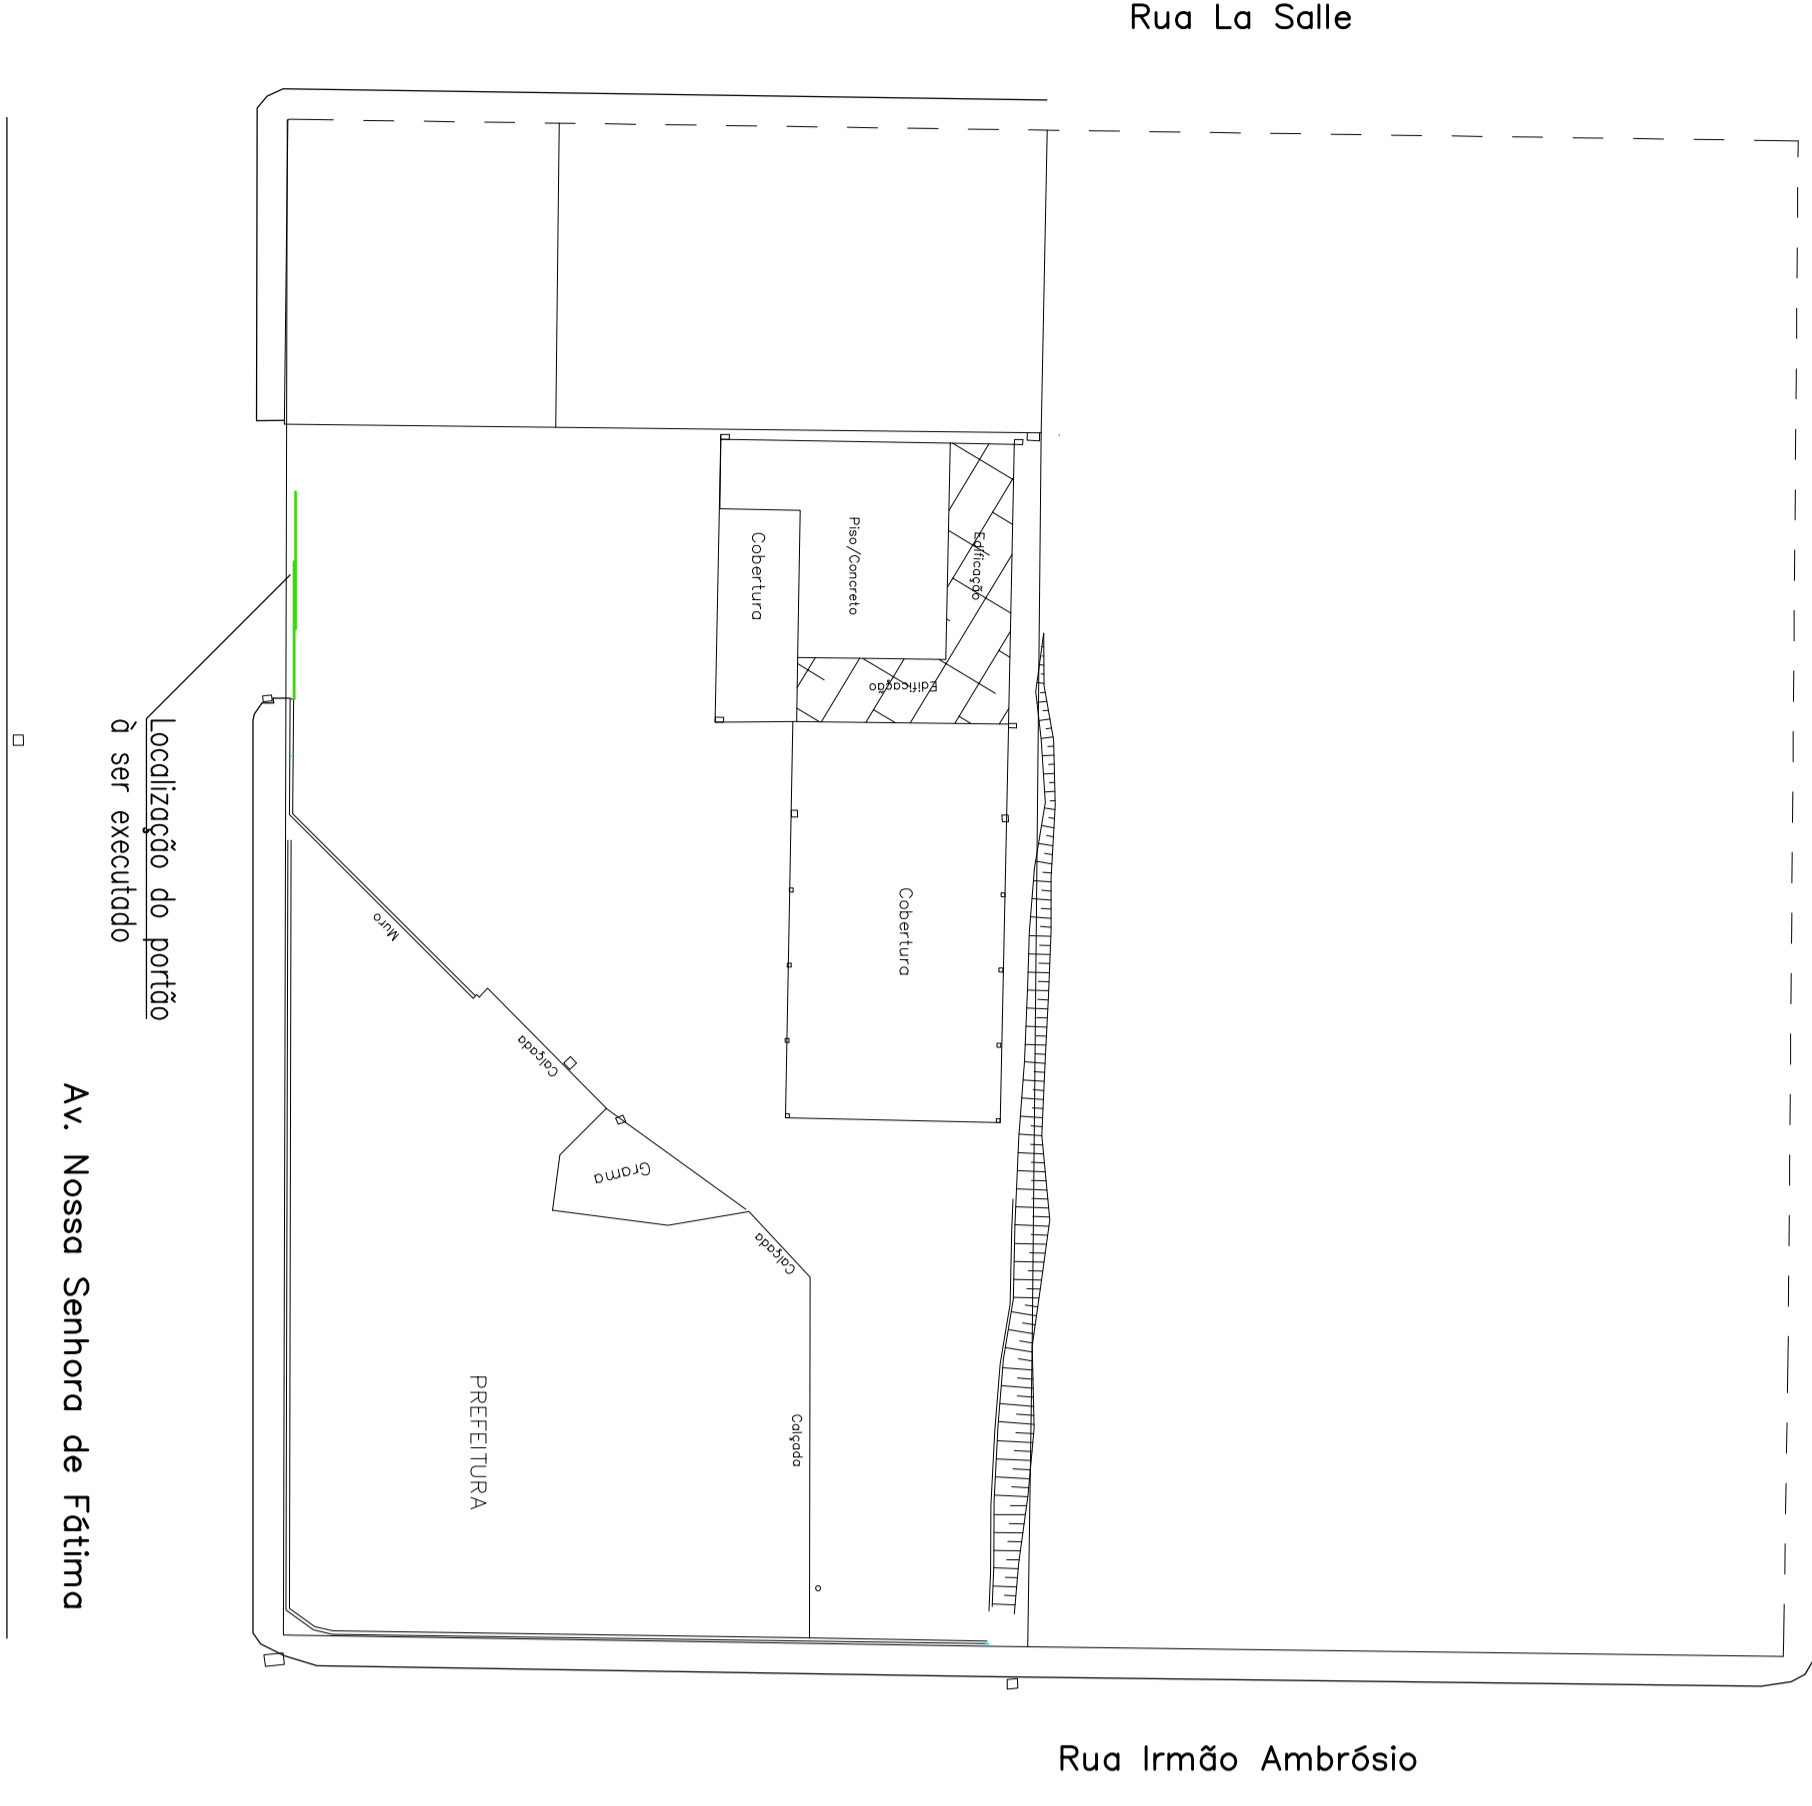 Rua La Salle
Cobertura
Piso/Concreto
Edificação
Edificação
Localização do portão
à ser executado
Muro
Cobertura
Calçada
Grama
Calçada
Av. Nossa Senhora de Fátima
PREFEITURA
Calçada
Rua Irmão Ambrósio